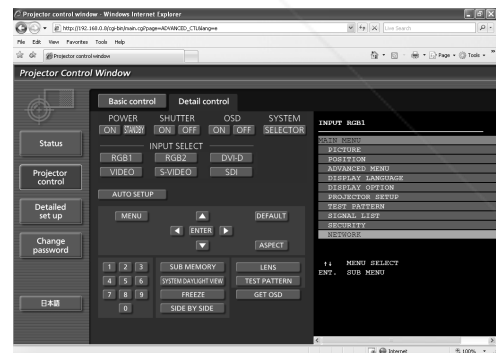 Projector control window - Windows Internet Explorer
http://192.168.0.8/cgi-bin/main.cgi?page=ADVANCED_CTL&lang=e
Live Search
File Edit View Favorites Tools Help
Projector control window
Page Tools
Projector Control Window
Basic control Detail control
POWER SHUTTER OSD SYSTEM
ON STANDBY ON OFF ON OFF SELECTOR
INPUT SELECT
RGB1 RGB2 DVI-D
VIDEO S-VIDEO SDI
AUTO SETUP
MENU ▲ DEFAULT
◀ ENTER ▶
▼ ASPECT
1 2 3 SUB MEMORY LENS
4 5 6 SYSTEM DAYLIGHT VIEW TEST PATTERN
7 8 9 FREEZE GET OSD
0 SIDE BY SIDE
Status
Projector control
Detailed set up
Change password
日本語
INPUT RGB1
MAIN MENU
PICTURE
POSITION
ADVANCED MENU
DISPLAY LANGUAGE
DISPLAY OPTION
PROJECTOR SETUP
TEST PATTERN
SIGNAL LIST
SECURITY
NETWORK
↑↓ MENU SELECT
ENT. SUB MENU
Internet 100%